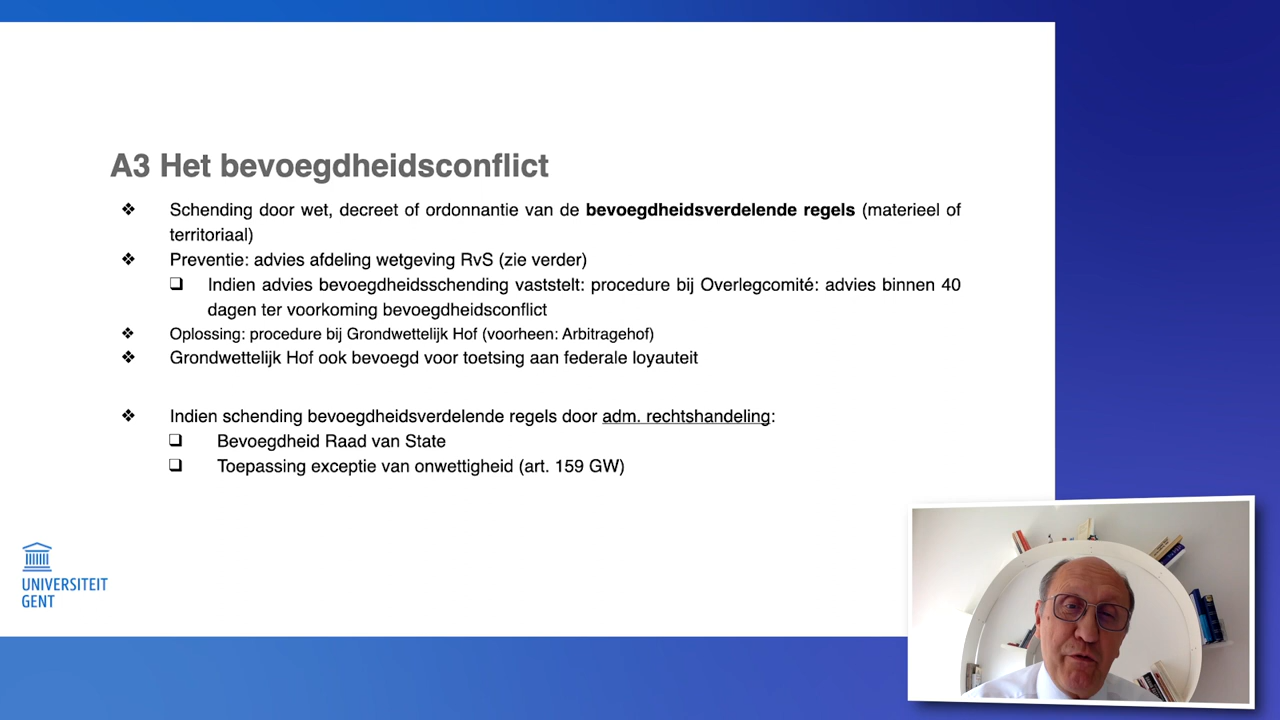 A3 Het bevoegdheidsconflict
❖ Schending door wet, decreet of ordonnantie van de bevoegdheidsverdelende regels (materieel of
territoriaal)
❖ Preventie: advies afdeling wetgeving RvS (zie verder)
❑ Indien advies bevoegdheidsschending vaststelt: procedure bij Overlegcomité: advies binnen 40
dagen ter voorkoming bevoegdheidsconflict
❖ Oplossing: procedure bij Grondwettelijk Hof (voorheen: Arbitragehof)
❖ Grondwettelijk Hof ook bevoegd voor toetsing aan federale loyauteit
❖ Indien schending bevoegdheidsverdelende regels door adm. rechtshandeling:
❑ Bevoegdheid Raad van State
❑ Toepassing exceptie van onwettigheid (art. 159 GW)
UNIVERSITEIT
GENT